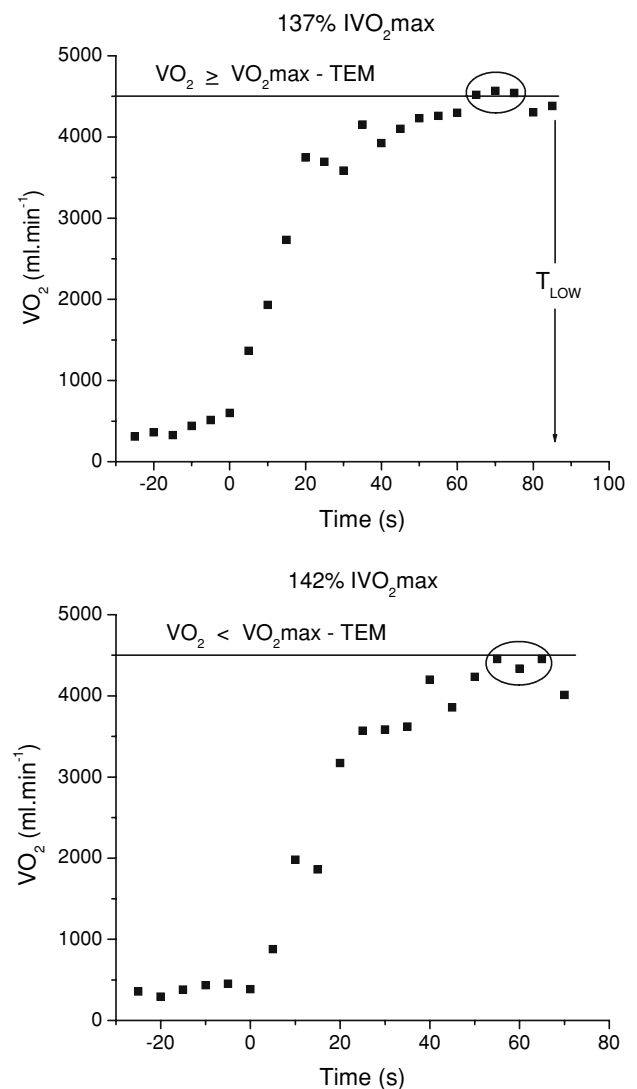 137% IVO₂max
VO₂ ≥ VO₂max - TEM
5000
4000
3000
2000
1000
0
VO₂ (ml.min⁻¹)
T_LOW
-20 0 20 40 60 80 100
Time (s)
142% IVO₂max
VO₂ < VO₂max - TEM
5000
4000
3000
2000
1000
0
VO₂ (ml.min⁻¹)
-20 0 20 40 60 80
Time (s)